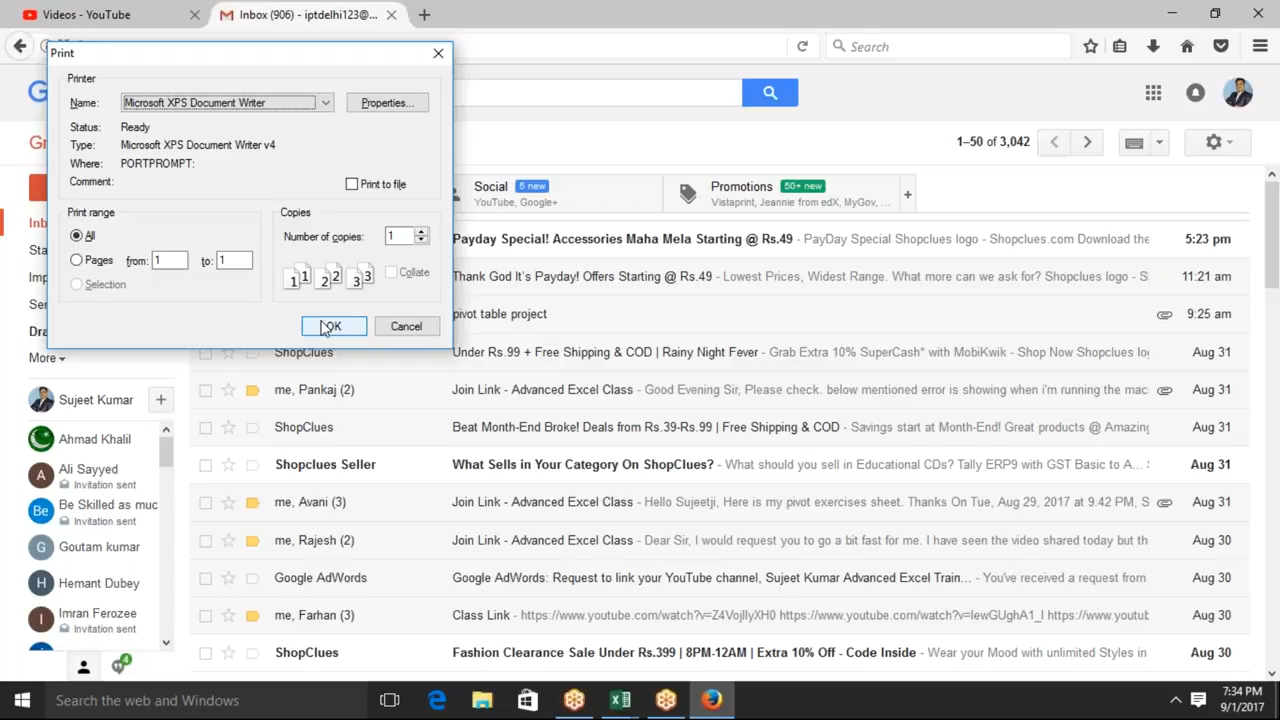 Videos - YouTube
Inbox (906) - iptdelhi123@...
Search
Print
Printer
Name: Microsoft XPS Document Writer Properties...
Status: Ready
Type: Microsoft XPS Document Writer v4
Where: PORTPROMPT:
Comment:
Print to file
Print range
All
Pages from: 1 to: 1
Selection
Copies
Number of copies: 1
1 1 2 2 3 3
Collate
OK Cancel
1–50 of 3,042
Social 5 new
YouTube, Google+
Promotions 50+ new
Vistaprint, Jeannie from edX, MyGov, ...
+
Payday Special! Accessories Maha Mela Starting @ Rs.49 - PayDay Special Shopclues logo - Shopclues.com Download the 5:23 pm
Thank God It's Payday! Offers Starting @ Rs.49 - Lowest Prices, Widest Range. What more can we ask for? Shopclues logo - S 11:21 am
pivot table project 9:25 am
ShopClues Under Rs.99 + Free Shipping & COD | Rainy Night Fever - Grab Extra 10% SuperCash* with MobiKwik - Shop Now Shopclues log Aug 31
me, Pankaj (2) Join Link - Advanced Excel Class - Good Evening Sir, Please check. below mentioned error is showing when i'm running the mac Aug 31
ShopClues Beat Month-End Broke! Deals from Rs.39-Rs.99 | Free Shipping & COD - Savings start at Month-End! Great products @ Amazing Aug 31
Shopclues Seller What Sells in Your Category On ShopClues? - What should you sell in Educational CDs? Tally ERP9 with GST Basic to A... Aug 31
me, Avani (3) Join Link - Advanced Excel Class - Hello Sujeetji, Here is my pivot exercises sheet. Thanks On Tue, Aug 29, 2017 at 9:42 PM, S Aug 31
me, Rajesh (2) Join Link - Advanced Excel Class - Dear Sir, I would request you to go a bit fast for me. I have seen the video shared today but th Aug 30
Google AdWords Google AdWords: Request to link your YouTube channel, Sujeet Kumar Advanced Excel Train... - You've received a request from Aug 30
me, Farhan (3) Class Link - https://www.youtube.com/watch?v=Z4VojllyXH0 https://www.youtube.com/watch?v=lewGUghA1_I https://www.youtub Aug 30
ShopClues Fashion Clearance Sale Under Rs.399 | 8PM-12AM | Extra 10% Off - Code Inside - Wear your Mood with unlimited Styles in Aug 30
G
Gr
Inb
Sta
Imp
Sen
Dra
More
Sujeet Kumar +
Ahmad Khalil
A Ali Sayyed
Invitation sent
Be Be Skilled as muc
Invitation sent
G Goutam kumar
H Hemant Dubey
I Imran Ferozee
Invitation sent
4
Search the web and Windows
7:34 PM
9/1/2017